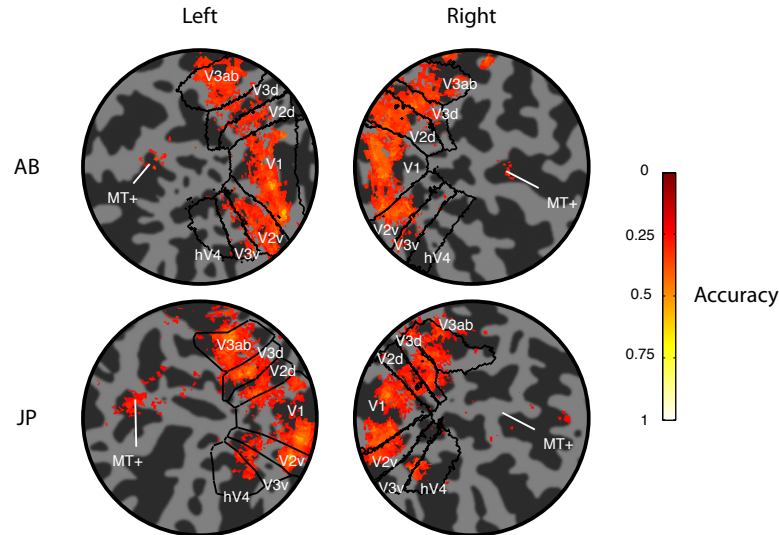 Left
Right
AB
V3ab
V3d
V2d
V1
MT+
V2v
V3v
hV4
V3ab
V3d
V2d
V1
MT+
V2v
V3v
hV4
0
0.25
0.5
0.75
1
Accuracy
JP
V3ab
V3d
V2d
V1
MT+
V2v
V3v
hV4
V3ab
V3d
V2d
V1
MT+
V2v
V3v
hV4